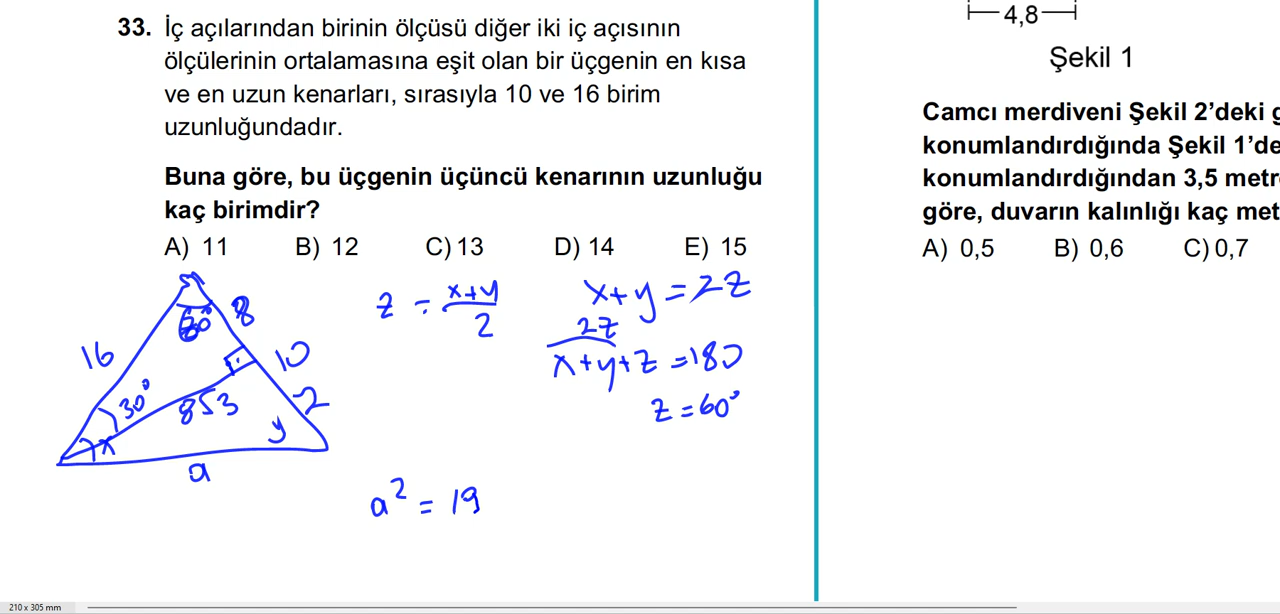 33. İç açılarından birinin ölçüsü diğer iki iç açısının
ölçülerinin ortalamasına eşit olan bir üçgenin en kısa
ve en uzun kenarları, sırasıyla 10 ve 16 birim
uzunluğundadır.
Buna göre, bu üçgenin üçüncü kenarının uzunluğu
kaç birimdir?
A) 11 B) 12 C) 13 D) 14 E) 15
z = x+y / 2
x+y = 2z
2z
x+y+z = 180
z = 60°
60°
8
16
10
30°
8√3
2
x
y
a
a² = 19
4,8
Şekil 1
Camcı merdiveni Şekil 2'deki g
konumlandırdığında Şekil 1'de
konumlandırdığından 3,5 metr
göre, duvarın kalınlığı kaç met
A) 0,5 B) 0,6 C) 0,7
210 x 305 mm